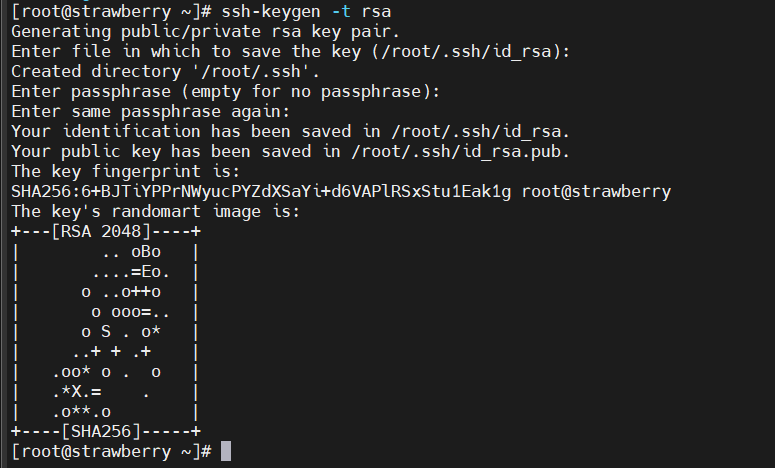 [root@strawberry ~]# ssh-keygen -t rsa
Generating public/private rsa key pair.
Enter file in which to save the key (/root/.ssh/id_rsa):
Created directory '/root/.ssh'.
Enter passphrase (empty for no passphrase):
Enter same passphrase again:
Your identification has been saved in /root/.ssh/id_rsa.
Your public key has been saved in /root/.ssh/id_rsa.pub.
The key fingerprint is:
SHA256:6+BJTiYPPrNWyucPYZdXSaYi+d6VAPlRSxStu1Eak1g root@strawberry
The key's randomart image is:
+---[RSA 2048]----+
|        .. oBo   |
|       ....=Eo.  |
|      o ..o++o   |
|       o ooo=..  |
|      o S . o*   |
|     ..+ + .+    |
|   .oo* o .  o   |
|   .*X.=    .    |
|   .o**.o        |
+----[SHA256]-----+
[root@strawberry ~]#